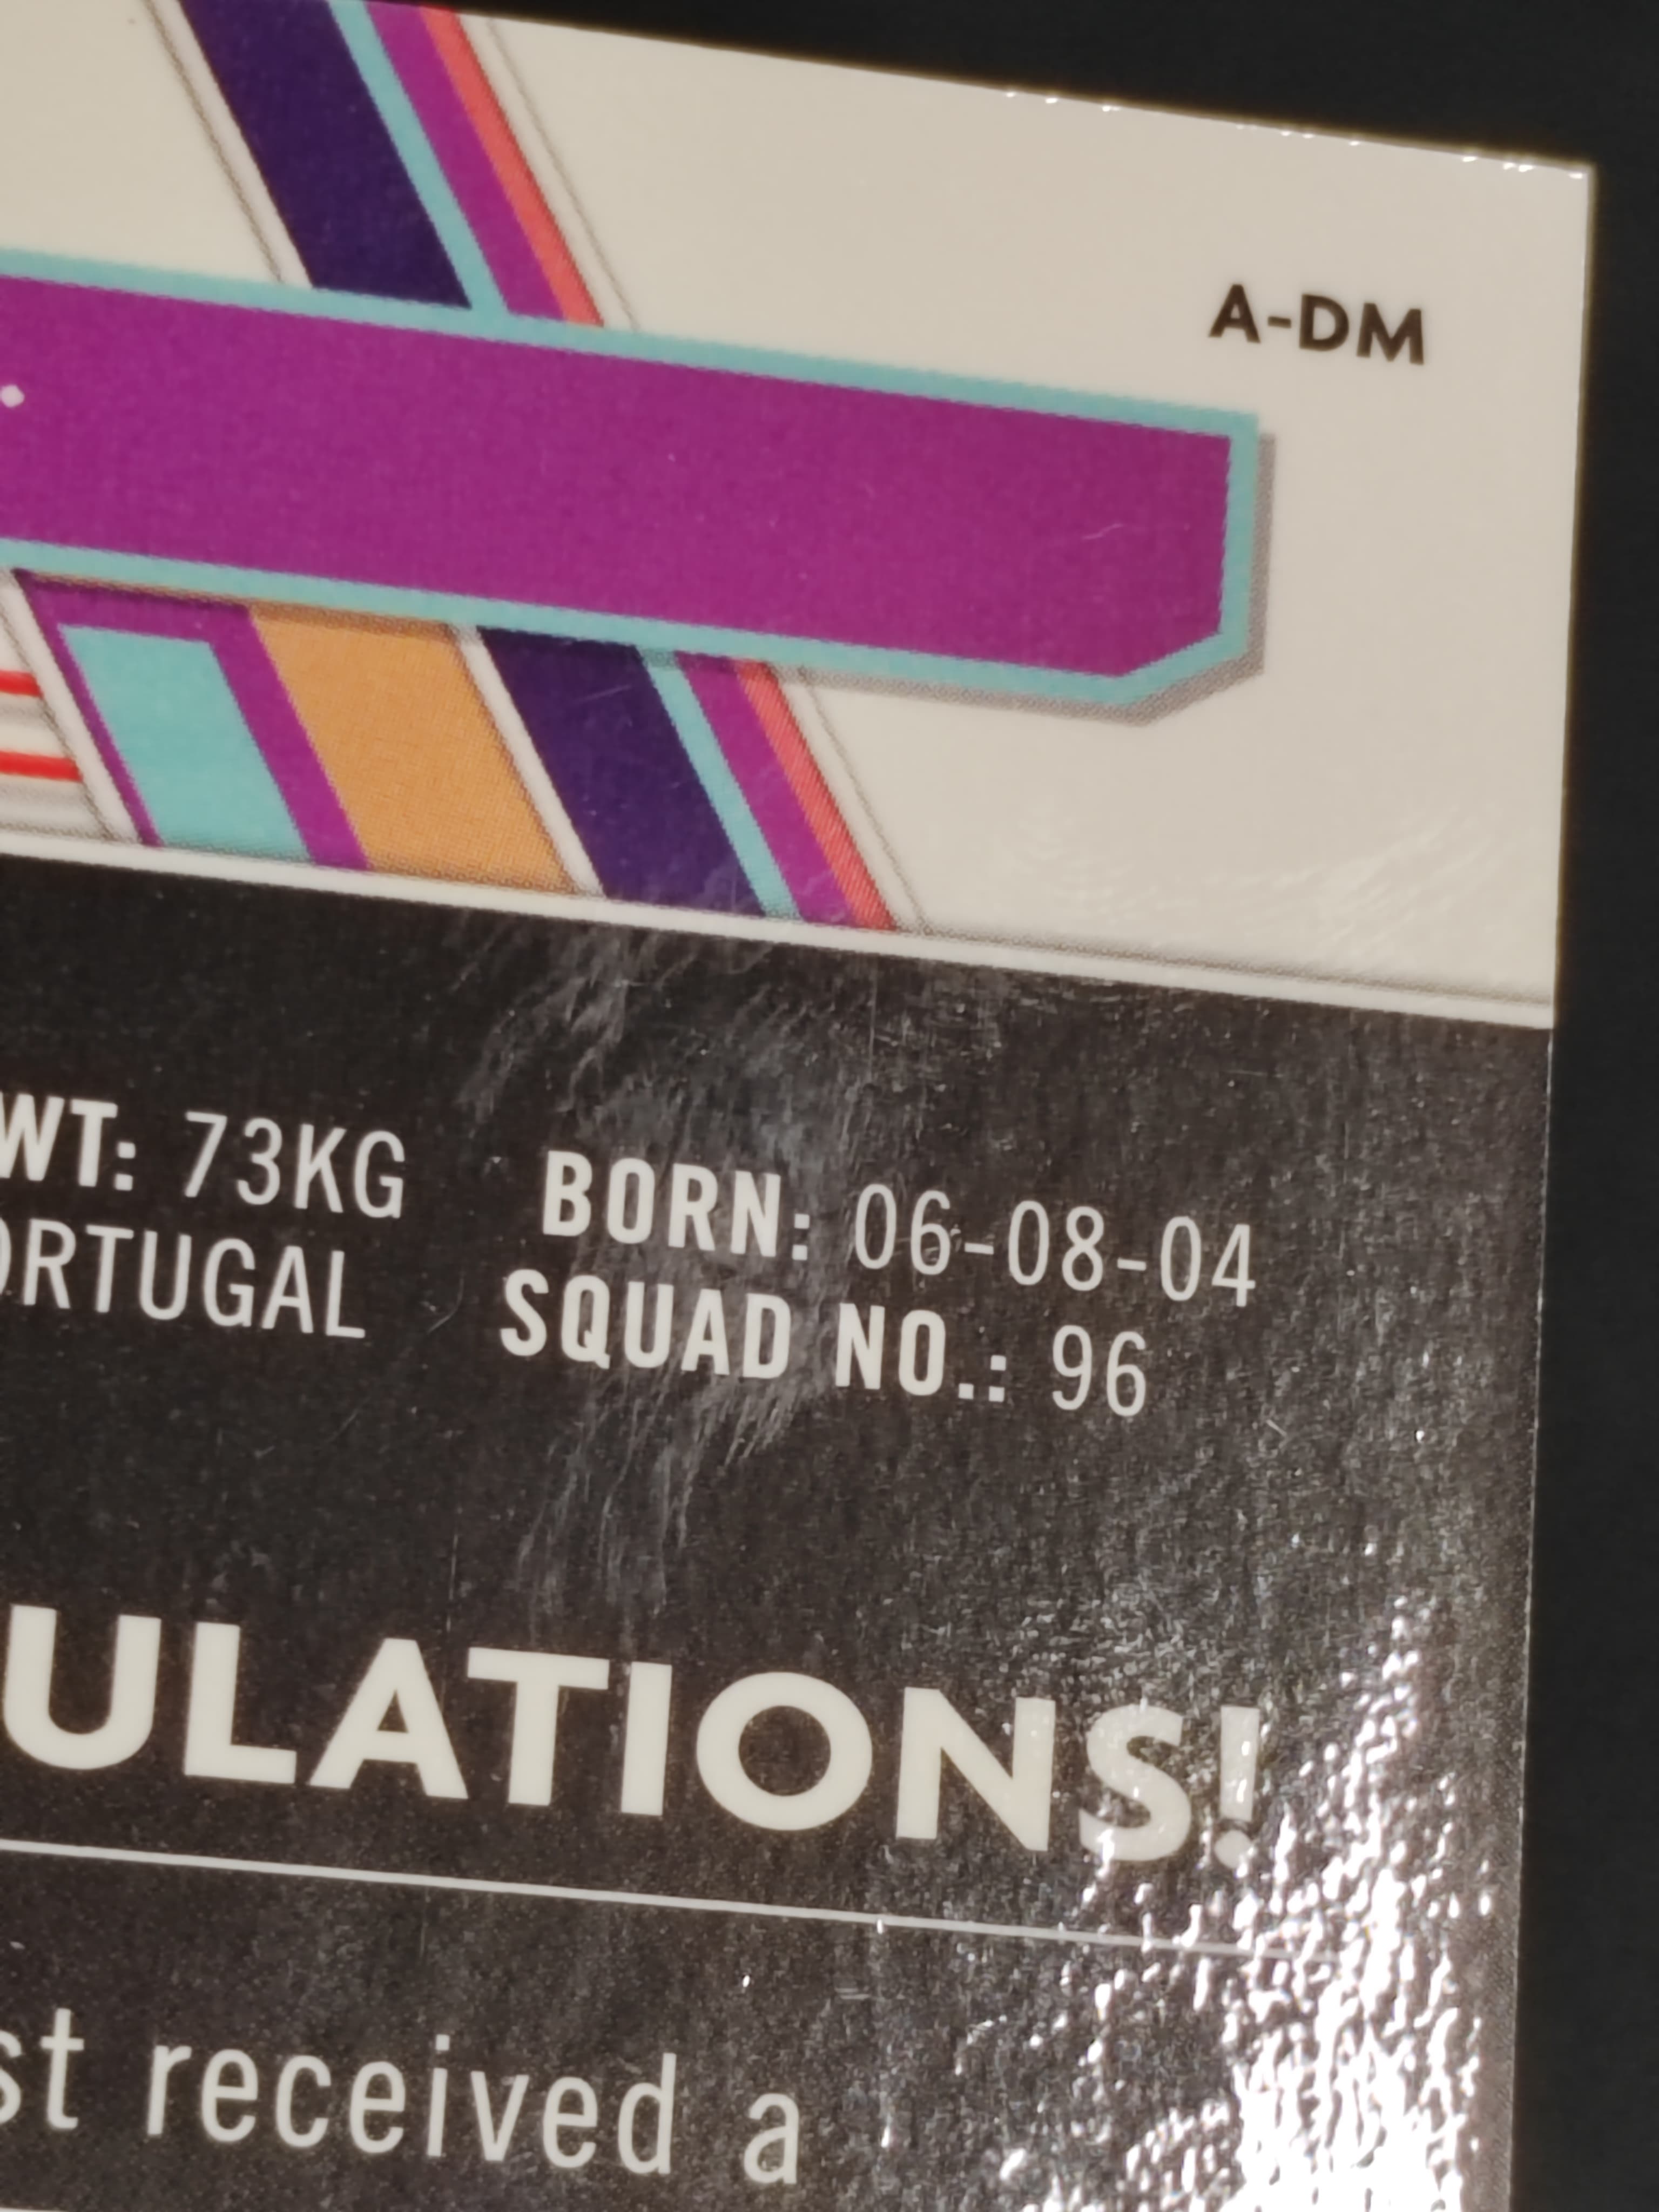 A-DM
WT: 73KG BORN: 06-08-04
ORTUGAL SQUAD NO.: 96
ULATIONS!
st received a